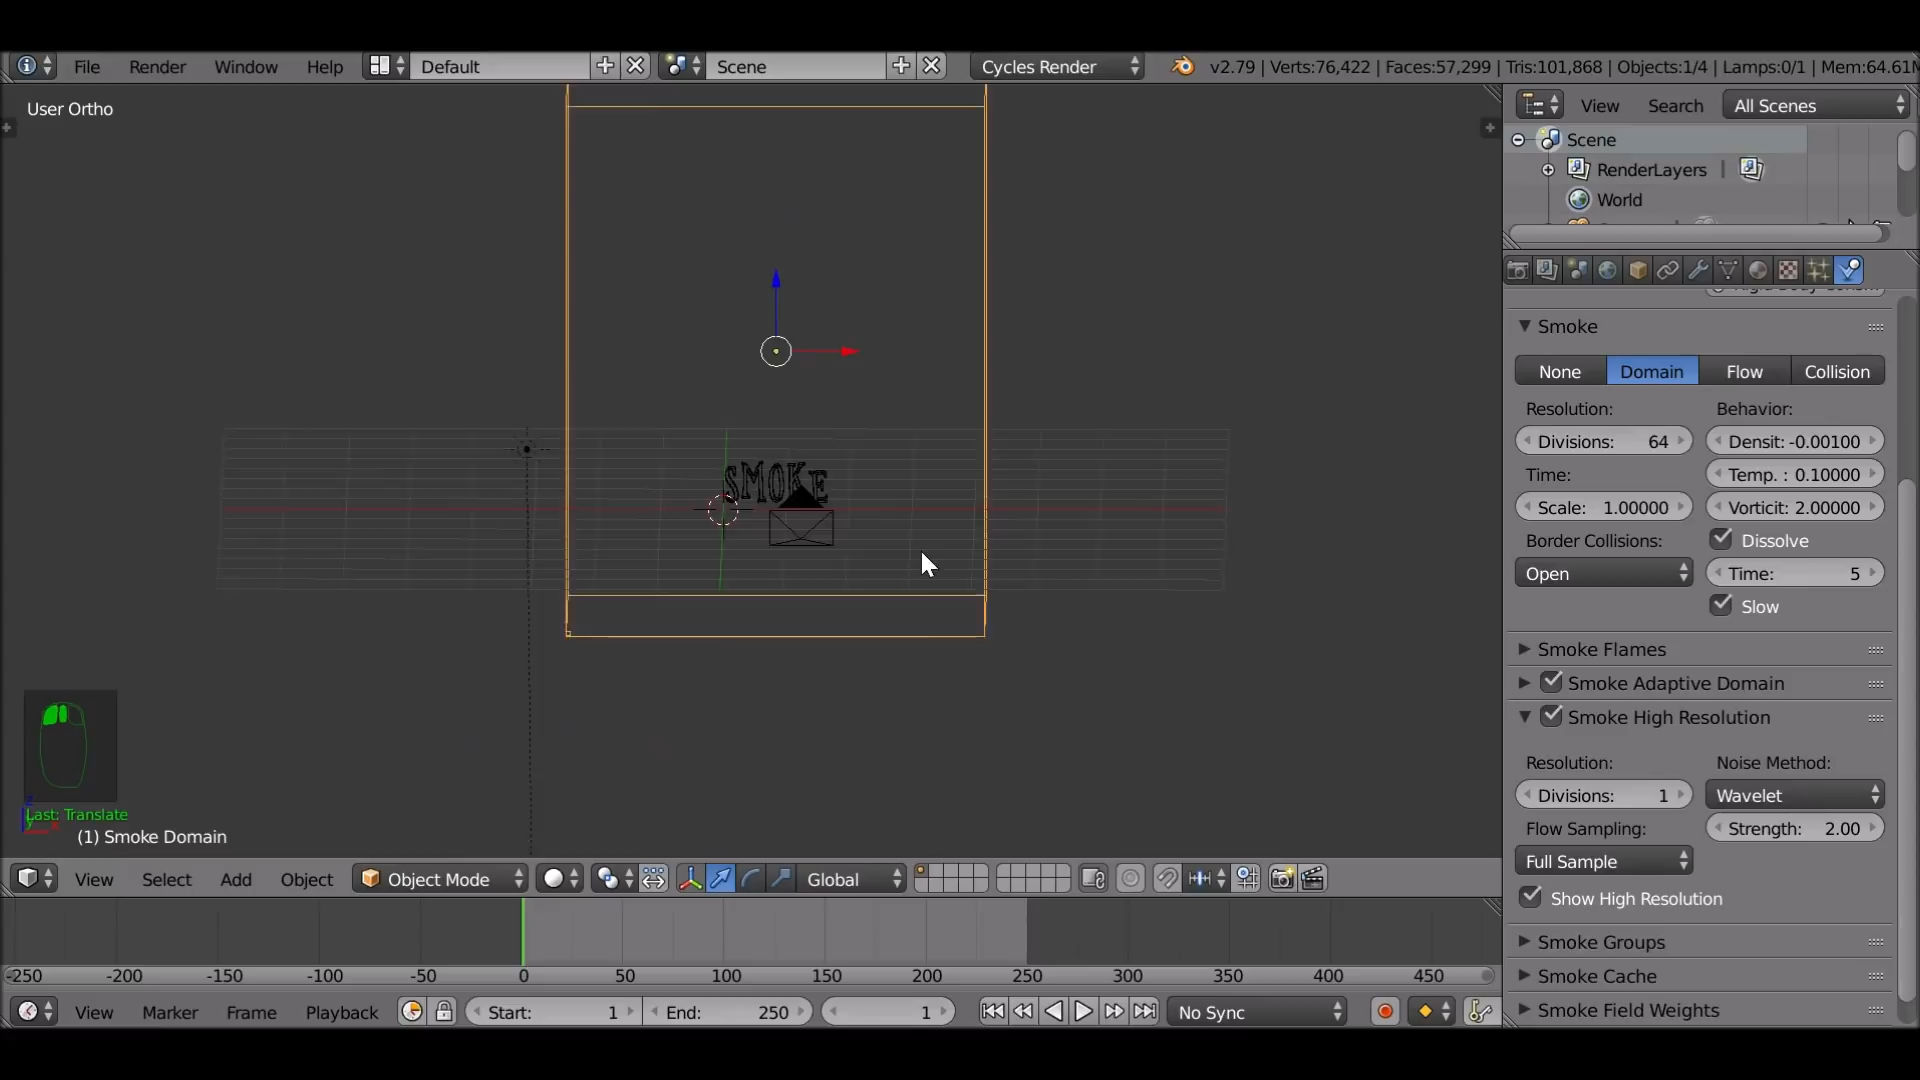 File Render Window Help Default Scene Cycles Render v2.79 | Verts:76,422 | Faces:57,299 | Tris:101,868 | Objects:1/4 | Lamps:0/1 | Mem:64.61M
User Ortho
View Search All Scenes
Scene
RenderLayers
World
Smoke
None Domain Flow Collision
Resolution: Behavior:
Divisions: 64 Densit: -0.00100
Time: Temp. : 0.10000
Scale: 1.00000 Vorticit: 2.00000
Border Collisions: Dissolve
Open Time: 5
Slow
Smoke Flames
Smoke Adaptive Domain
Smoke High Resolution
Resolution: Noise Method:
Divisions: 1 Wavelet
Flow Sampling: Strength: 2.00
Full Sample
Show High Resolution
Smoke Groups
Smoke Cache
Smoke Field Weights
SMOKE
Last: Translate
(1) Smoke Domain
View Select Add Object Object Mode Global
-250 -200 -150 -100 -50 0 50 100 150 200 250 300 350 400 450
View Marker Frame Playback Start: 1 End: 250 1 No Sync